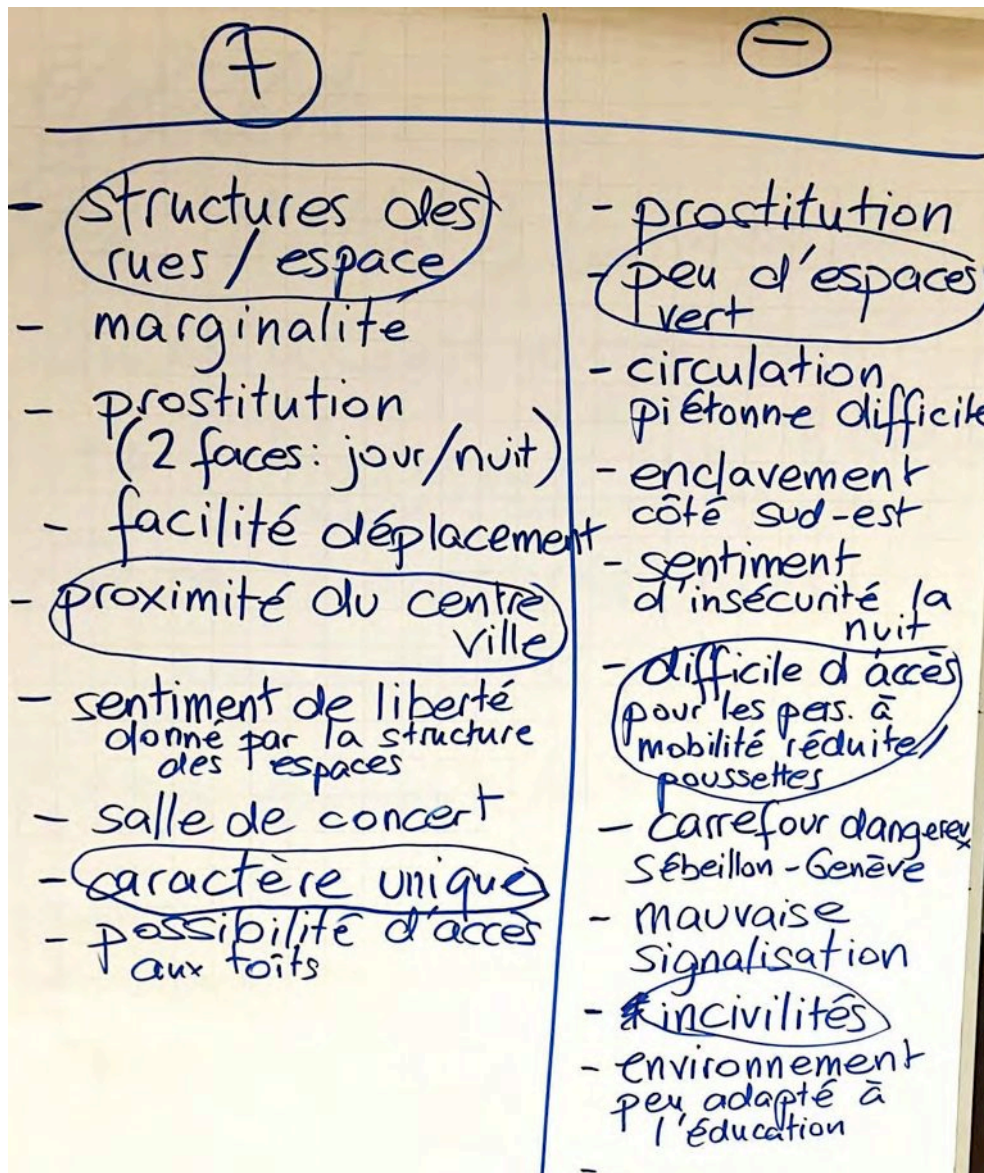 +
- structures des
rues / espace
- marginalité
- prostitution
(2 faces: jour/nuit)
- facilité déplacement
- proximité du centre
ville
- sentiment de liberté
donné par la structure
des espaces
- salle de concert
- caractère unique
- possibilité d'accès
aux toîts
-
- prostitution
- peu d'espaces
vert
- circulation
piétonne difficile
- enclavement
côté sud-est
- sentiment
d'insécurité la
nuit
- difficile d'accès
pour les pers. à
mobilité réduite/
poussettes
- carrefour dangereux
Sébeillon-Genève
- mauvaise
signalisation
- incivilités
- environnement
peu adapté à
l'éducation
-